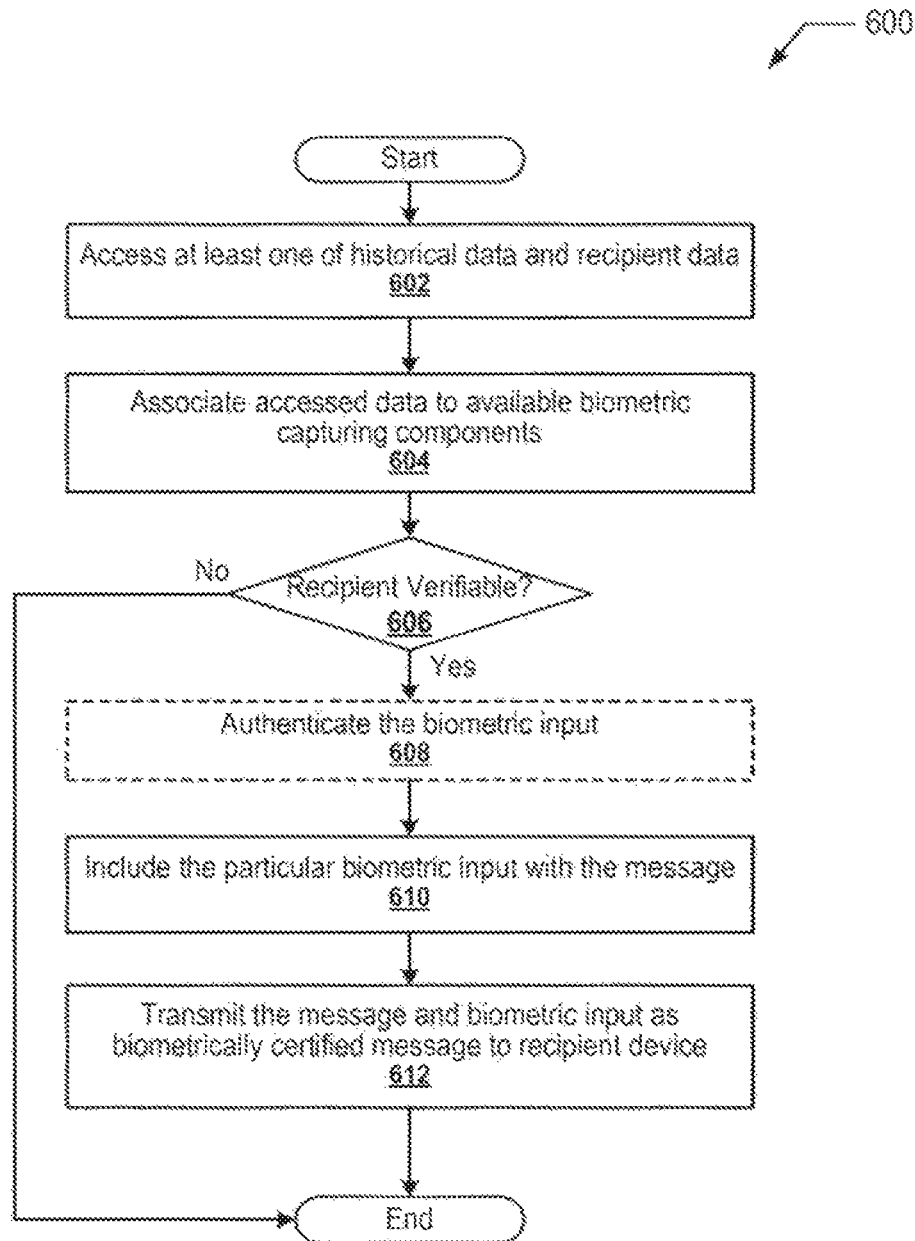 600
Start
Access at least one of historical data and recipient data
602
Associate accessed data to available biometric
capturing components
604
No
Recipient Verifiable?
606
Yes
Authenticate the biometric input
608
Include the particular biometric input with the message
610
Transmit the message and biometric input as
biometrically certified message to recipient device
612
End